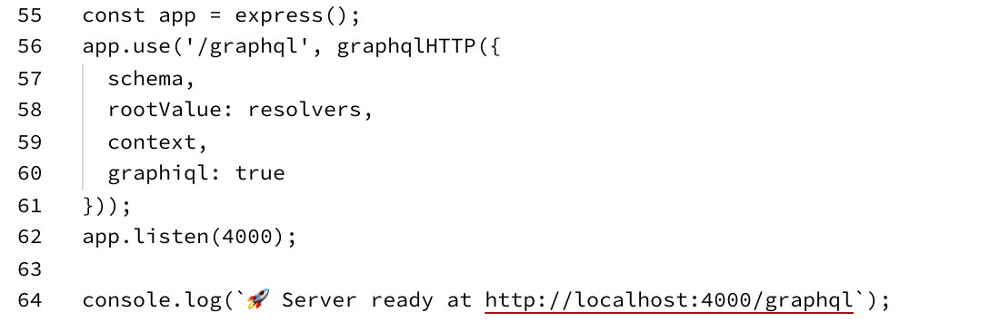 55 const app = express();
56 app.use('/graphql', graphqlHTTP({
57 schema,
58 rootValue: resolvers,
59 context,
60 graphiql: true
61 }));
62 app.listen(4000);
63
64 console.log(`🚀 Server ready at http://localhost:4000/graphql`);